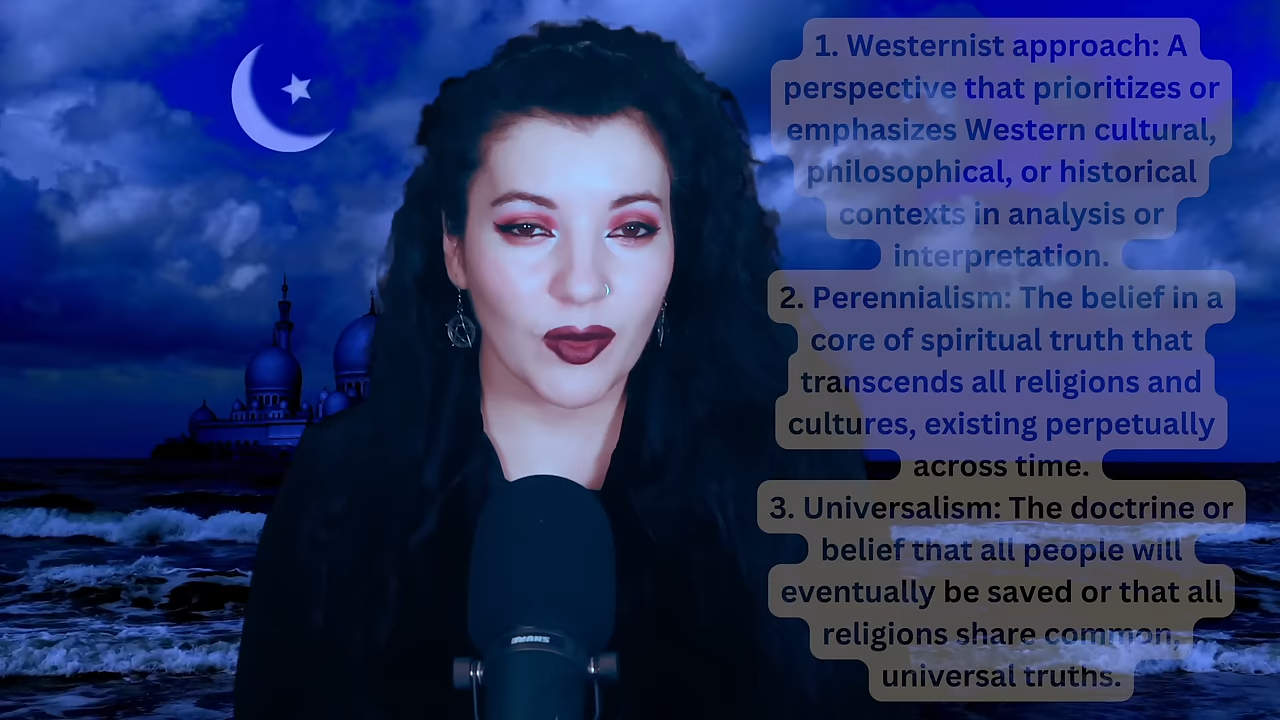 1. Westernist approach: A
perspective that prioritizes or
emphasizes Western cultural,
philosophical, or historical
contexts in analysis or
interpretation.
2. Perennialism: The belief in a
core of spiritual truth that
transcends all religions and
cultures, existing perpetually
across time.
3. Universalism: The doctrine or
belief that all people will
eventually be saved or that all
religions share common,
universal truths.